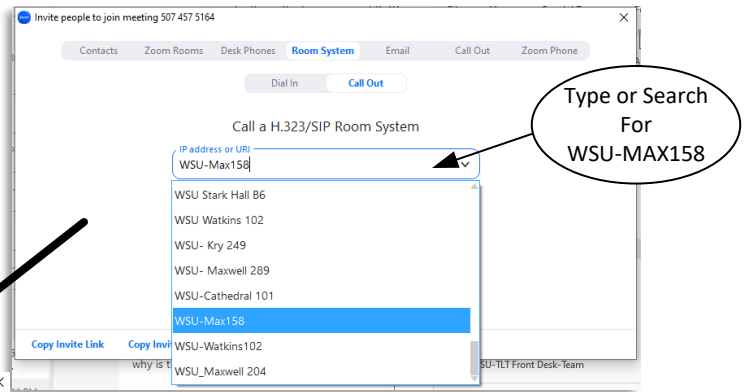 Invite people to join meeting 507 457 5164
Contacts Zoom Rooms Desk Phones Room System Email Call Out Zoom Phone
Dial In Call Out
Call a H.323/SIP Room System
IP address or URI
WSU-Max158
Type or Search
For
WSU-MAX158
WSU Stark Hall B6
WSU Watkins 102
WSU- Kry 249
WSU- Maxwell 289
WSU-Cathedral 101
WSU-Max158
WSU-Watkins102
WSU_Maxwell 204
Copy Invite Link Copy Invi
why is t
SU-TLT Front Desk-Team